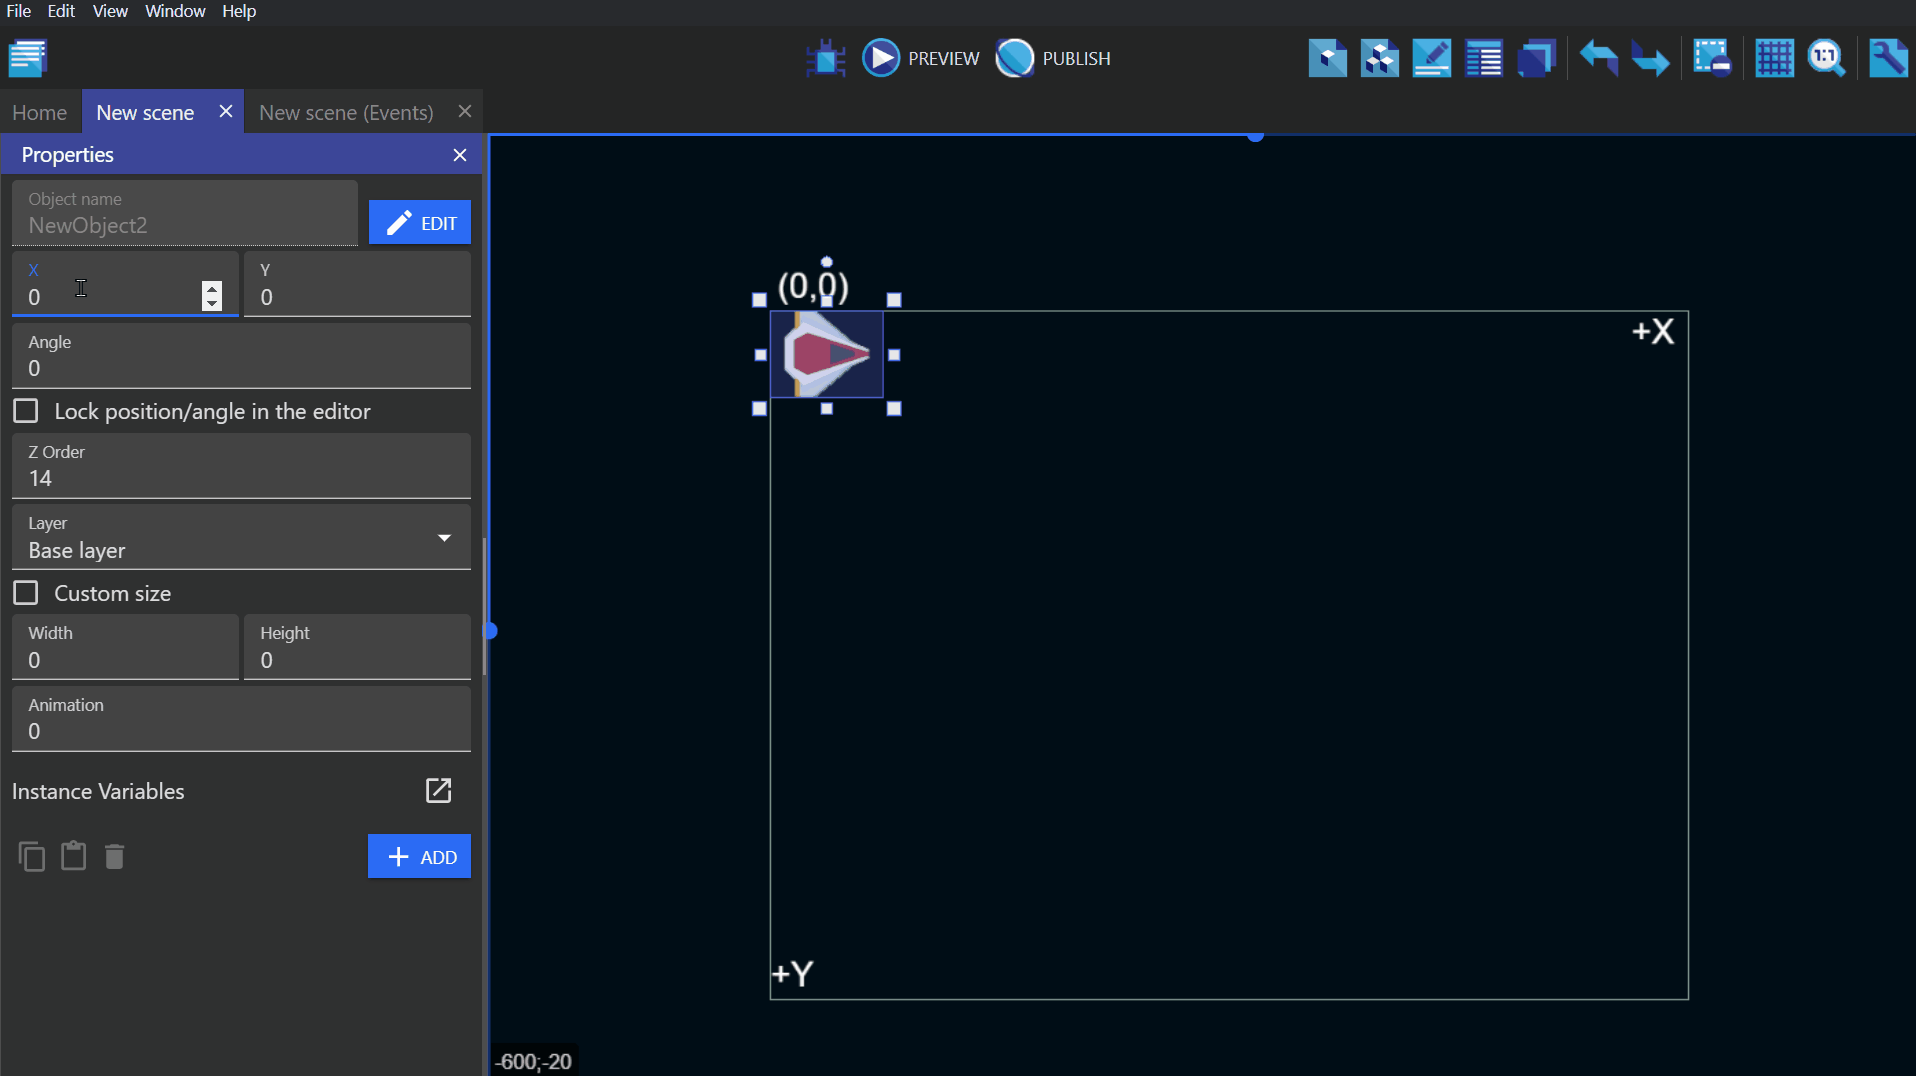 File Edit View Window Help
PREVIEW PUBLISH
1:1
Home New scene New scene (Events)
Properties
Object name
NewObject2
EDIT
X
0
Y
0
Angle
0
Lock position/angle in the editor
Z Order
14
Layer
Base layer
Custom size
Width
0
Height
0
Animation
0
Instance Variables
ADD
(0,0)
+X
+Y
-600;-20